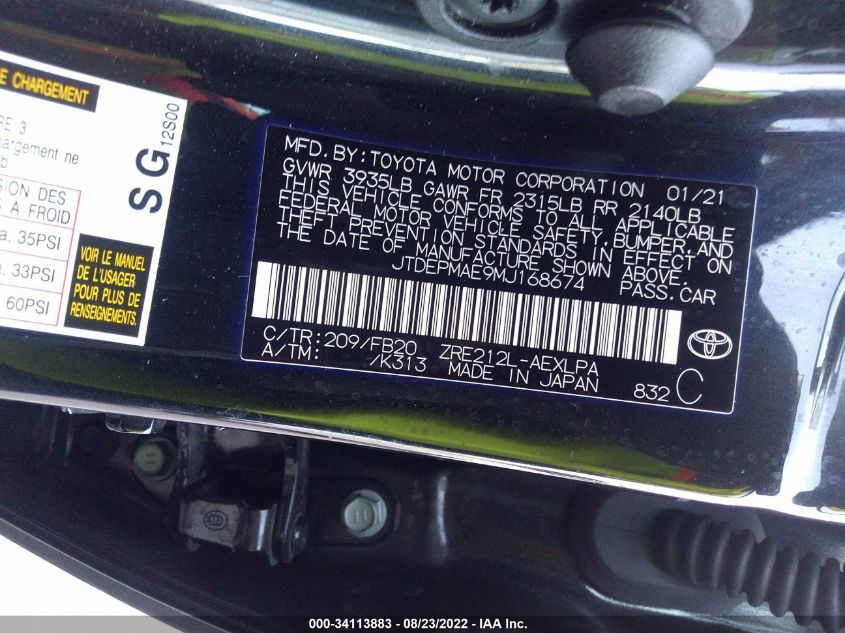 E CHARGEMENT
RE 3
chargement ne
SION DES
S A FROID
a. 35PSI
a. 33PSI
60PSI
SG
12S00
VOIR LE MANUEL
DE L'USAGER
POUR PLUS DE
RENSEIGNEMENTS.
MFD. BY: TOYOTA MOTOR CORPORATION 01/21
GVWR 3935LB GAWR FR 2315LB RR 2140LB
THIS VEHICLE CONFORMS TO ALL APPLICABLE
FEDERAL MOTOR VEHICLE SAFETY, BUMPER, AND
THEFT PREVENTION STANDARDS IN EFFECT ON
THE DATE OF MANUFACTURE SHOWN ABOVE.
JTDEPMAE9MJ168674 PASS. CAR
C/TR: 209/FB20 ZRE212L-AEXLPA
A/TM: /K313 MADE IN JAPAN 832 C
000-34113883 - 08/23/2022 - IAA Inc.